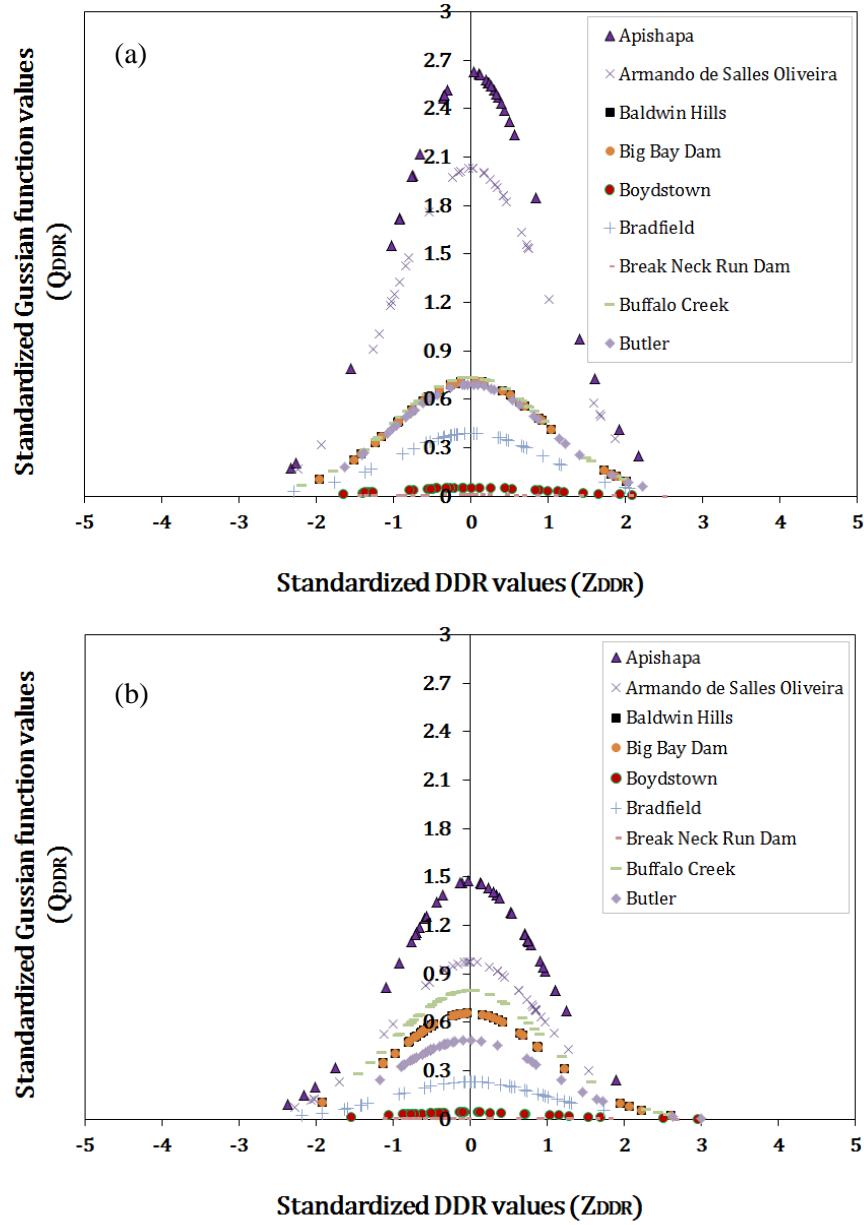 (a)
Standardized Gussian function values
(QDDR)
3
2.7
2.4
2.1
1.8
1.5
1.2
0.9
0.6
0.3
0
-5
-4
-3
-2
-1
0
1
2
3
4
5
Apishapa
Armando de Salles Oliveira
Baldwin Hills
Big Bay Dam
Boydstown
Bradfield
Break Neck Run Dam
Buffalo Creek
Butler
Standardized DDR values (ZDDR)
(b)
Standardized Gussian function values
(QDDR)
3
2.7
2.4
2.1
1.8
1.5
1.2
0.9
0.6
0.3
0
-5
-4
-3
-2
-1
0
1
2
3
4
5
Apishapa
Armando de Salles Oliveira
Baldwin Hills
Big Bay Dam
Boydstown
Bradfield
Break Neck Run Dam
Buffalo Creek
Butler
Standardized DDR values (ZDDR)